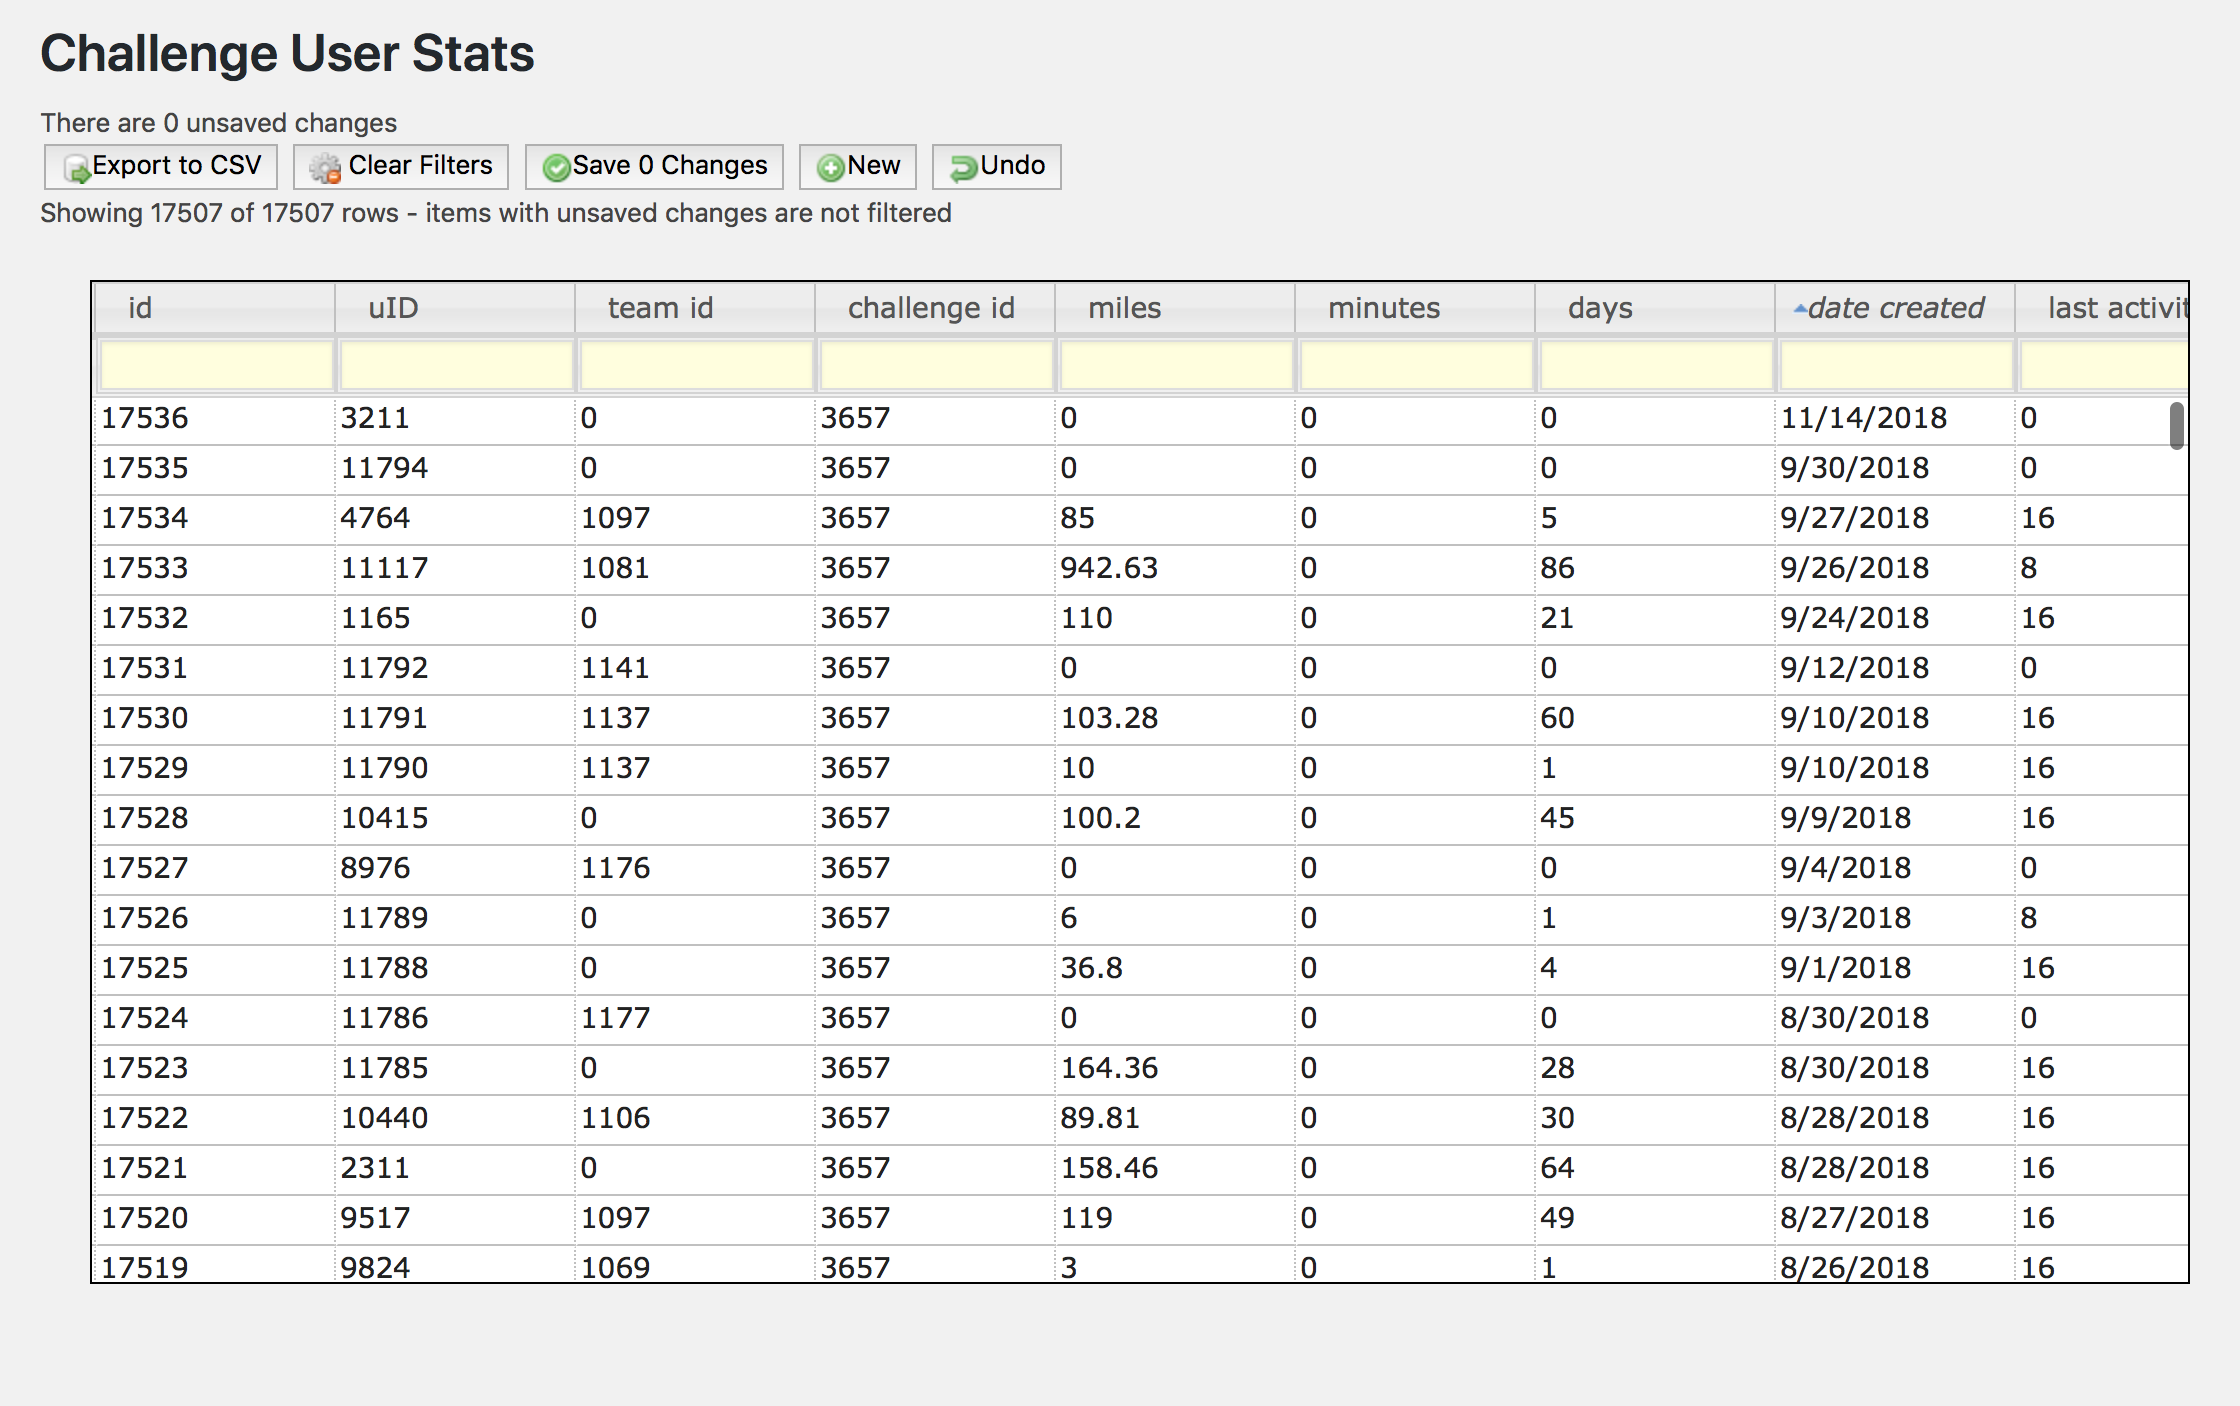 Challenge User Stats
There are 0 unsaved changes
Export to CSV Clear Filters Save 0 Changes New Undo
Showing 17507 of 17507 rows - items with unsaved changes are not filtered
id uID team id challenge id miles minutes days date created last activit
17536 3211 0 3657 0 0 0 11/14/2018 0
17535 11794 0 3657 0 0 0 9/30/2018 0
17534 4764 1097 3657 85 0 5 9/27/2018 16
17533 11117 1081 3657 942.63 0 86 9/26/2018 8
17532 1165 0 3657 110 0 21 9/24/2018 16
17531 11792 1141 3657 0 0 0 9/12/2018 0
17530 11791 1137 3657 103.28 0 60 9/10/2018 16
17529 11790 1137 3657 10 0 1 9/10/2018 16
17528 10415 0 3657 100.2 0 45 9/9/2018 16
17527 8976 1176 3657 0 0 0 9/4/2018 0
17526 11789 0 3657 6 0 1 9/3/2018 8
17525 11788 0 3657 36.8 0 4 9/1/2018 16
17524 11786 1177 3657 0 0 0 8/30/2018 0
17523 11785 0 3657 164.36 0 28 8/30/2018 16
17522 10440 1106 3657 89.81 0 30 8/28/2018 16
17521 2311 0 3657 158.46 0 64 8/28/2018 16
17520 9517 1097 3657 119 0 49 8/27/2018 16
17519 9824 1069 3657 3 0 1 8/26/2018 16